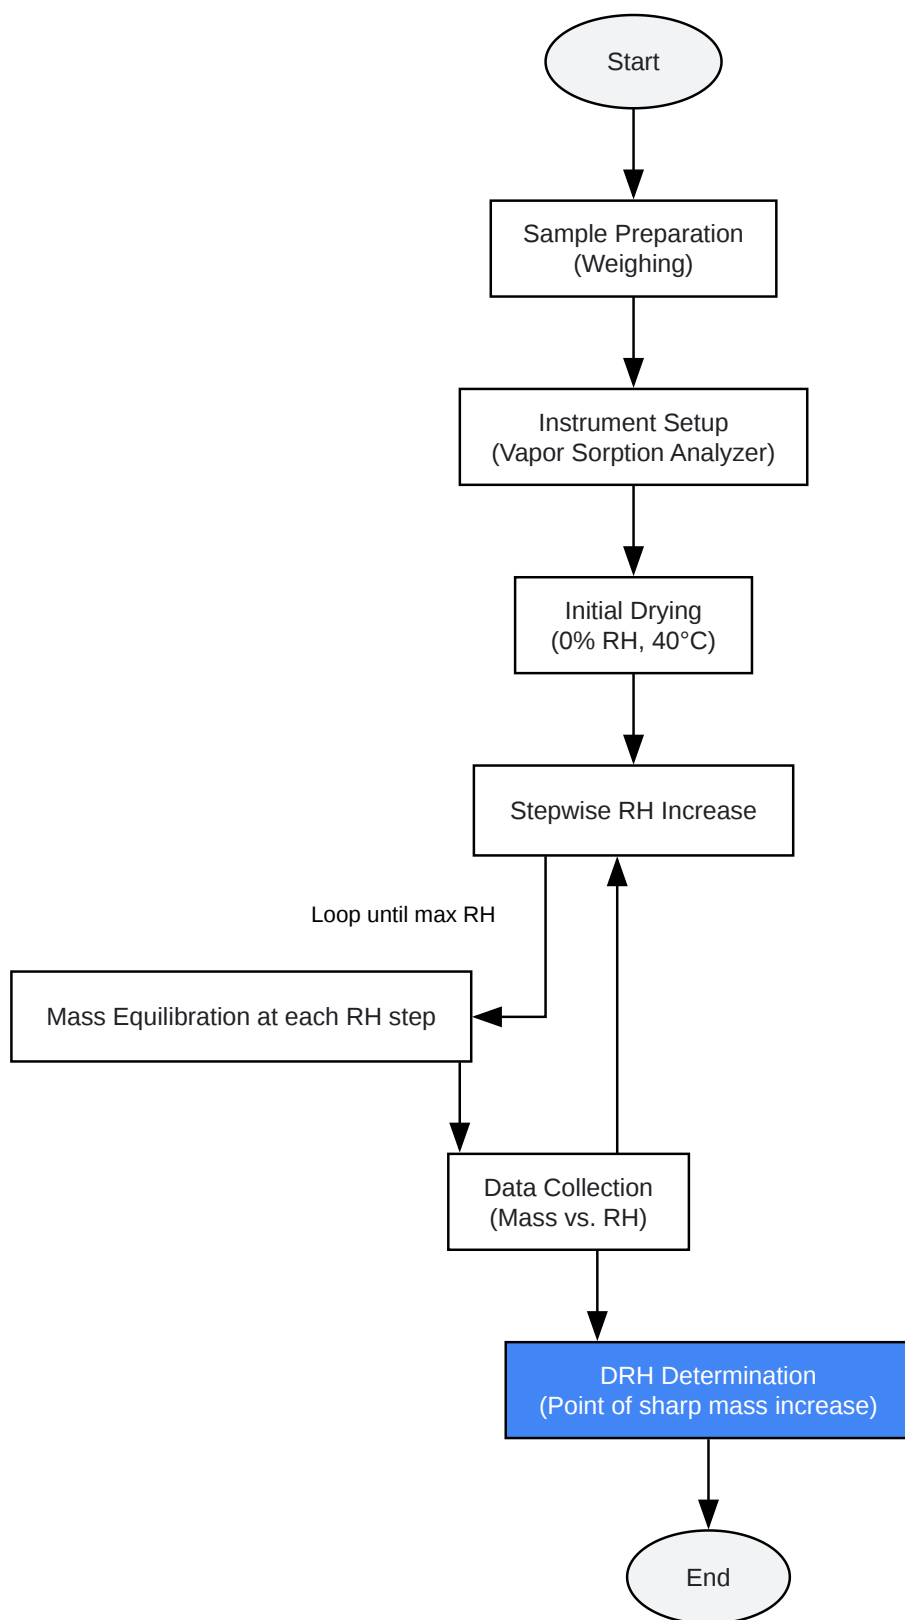 Start
Sample Preparation
(Weighing)
Instrument Setup
(Vapor Sorption Analyzer)
Initial Drying
(0% RH, 40°C)
Stepwise RH Increase
Loop until max RH
Mass Equilibration at each RH step
Data Collection
(Mass vs. RH)
DRH Determination
(Point of sharp mass increase)
End